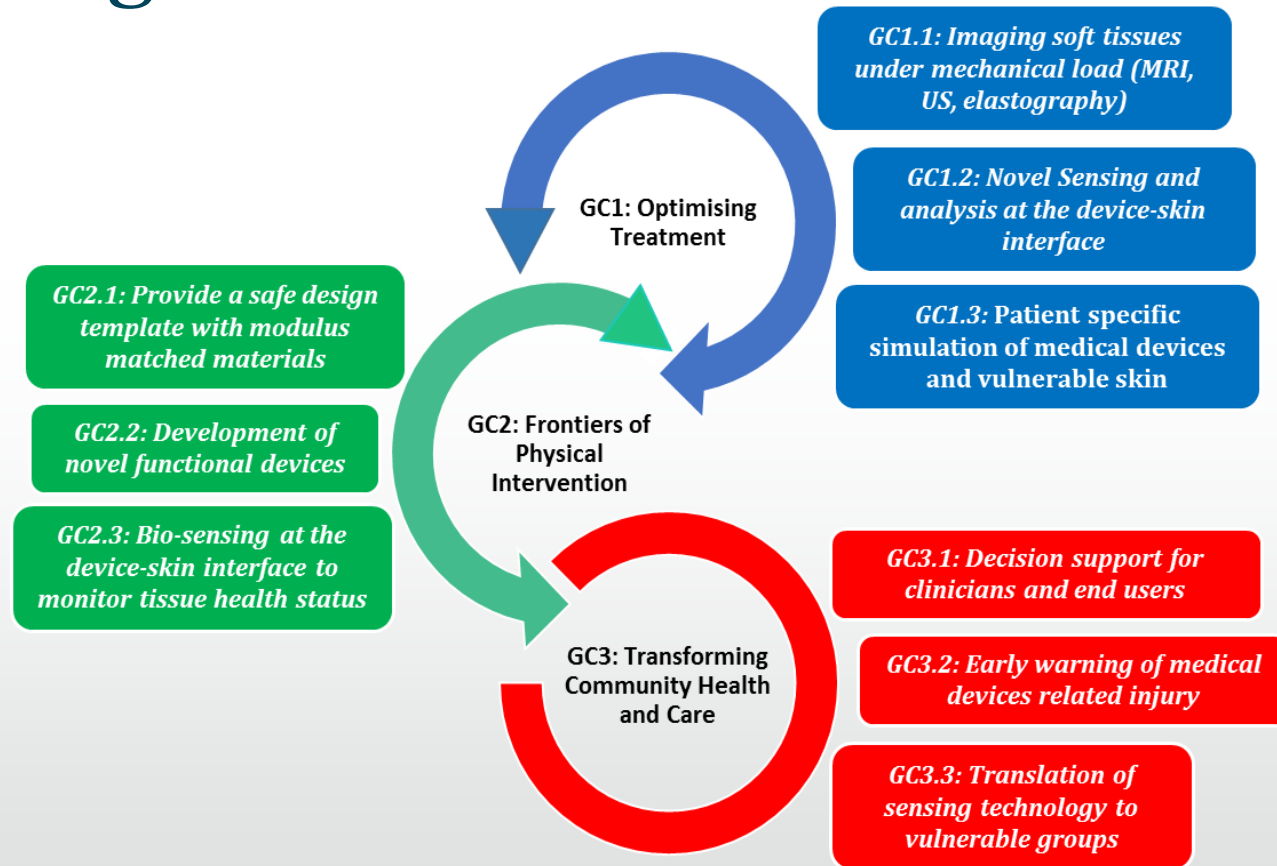 GC1.1: Imaging soft tissues
under mechanical load (MRI,
US, elastography)
GC1: Optimising
Treatment
GC1.2: Novel Sensing and
analysis at the device-skin
interface
GC2.1: Provide a safe design
template with modulus
matched materials
GC1.3: Patient specific
simulation of medical devices
and vulnerable skin
GC2.2: Development of
novel functional devices
GC2: Frontiers of
Physical
Intervention
GC2.3: Bio-sensing at the
device-skin interface to
monitor tissue health status
GC3.1: Decision support for
clinicians and end users
GC3: Transforming
Community Health
and Care
GC3.2: Early warning of medical
devices related injury
GC3.3: Translation of
sensing technology to
vulnerable groups